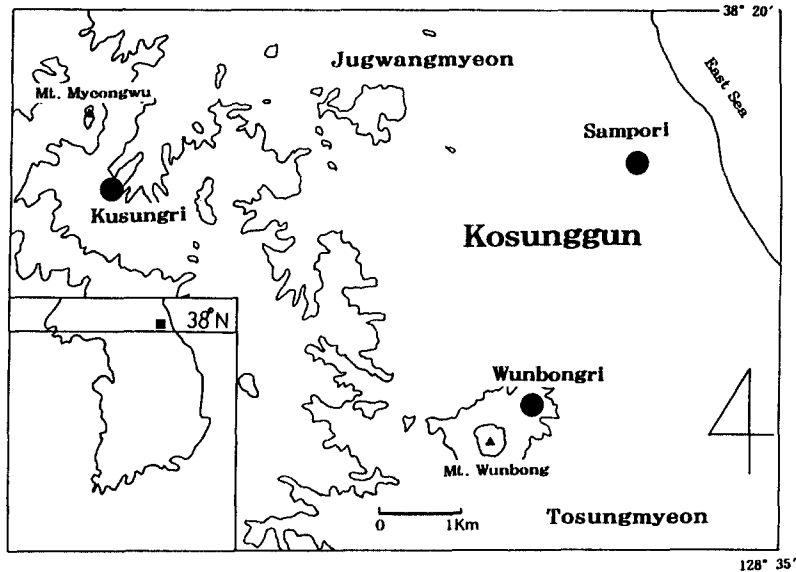 38° 20′
Jugwangmyeon
Mt. Myeongwu
East Sea
Sampori
Kusungri
Kosunggun
38°N
Wunbongri
Mt. Wunbong
0 1Km
Tosungmyeon
128° 35′